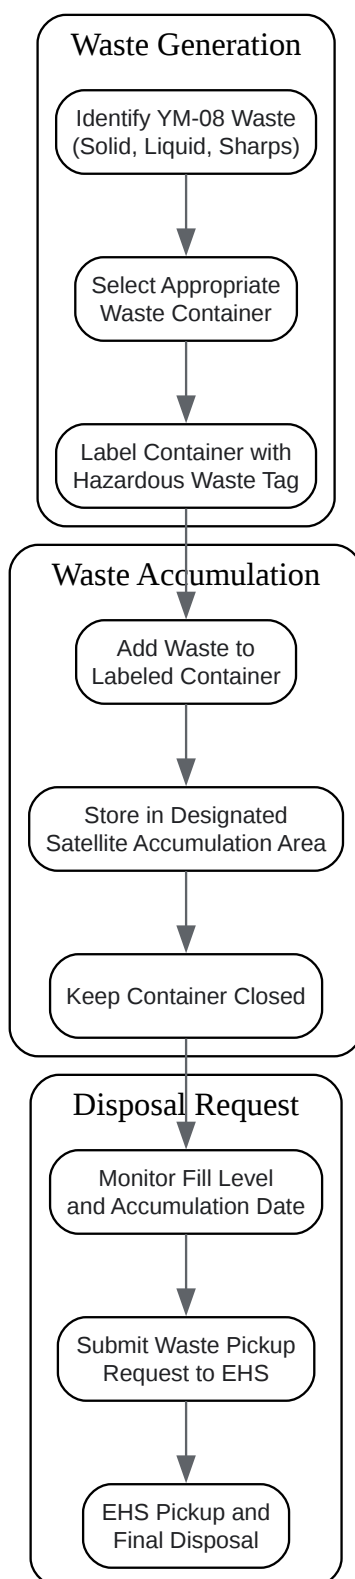 Waste Generation
Identify YM-08 Waste
(Solid, Liquid, Sharps)
Select Appropriate
Waste Container
Label Container with
Hazardous Waste Tag
Waste Accumulation
Add Waste to
Labeled Container
Store in Designated
Satellite Accumulation Area
Keep Container Closed
Disposal Request
Monitor Fill Level
and Accumulation Date
Submit Waste Pickup
Request to EHS
EHS Pickup and
Final Disposal